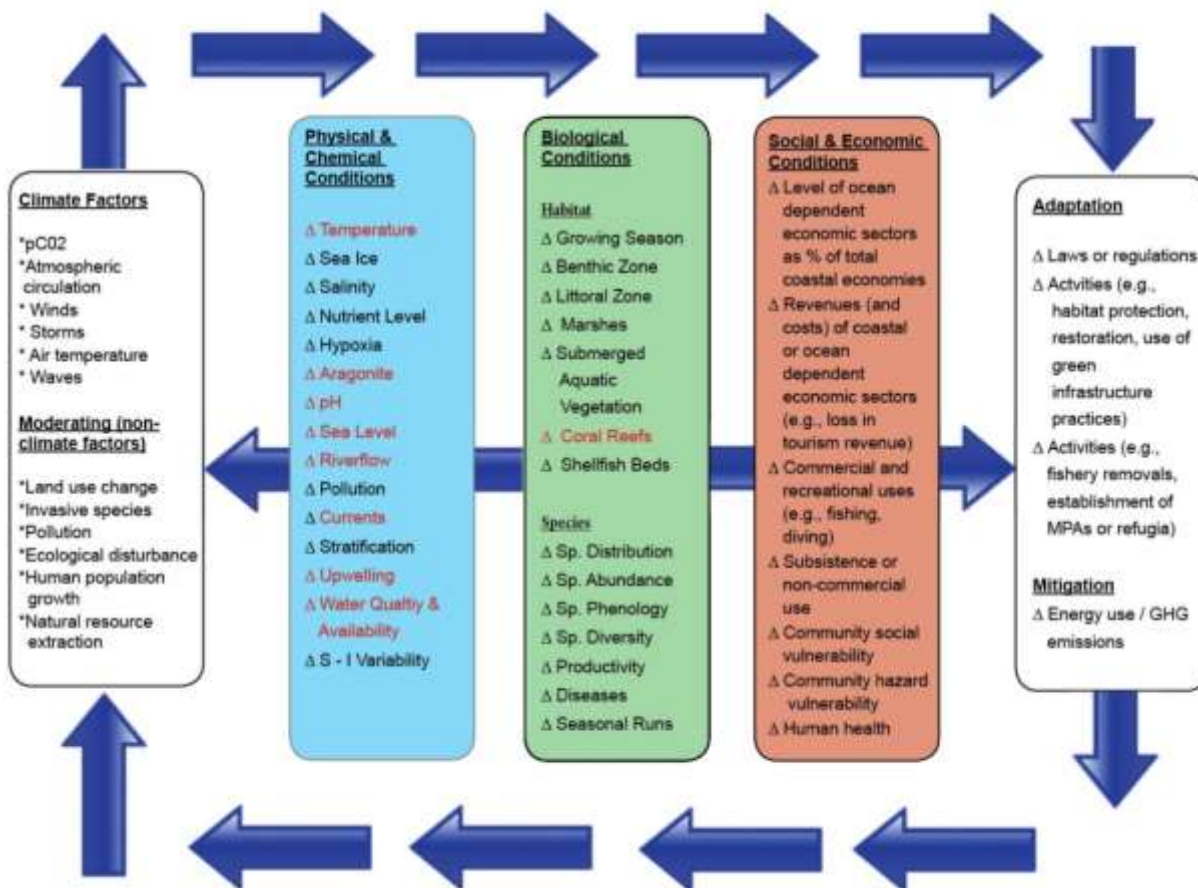 Climate Factors
*pC02
*Atmospheric
circulation
* Winds
* Storms
* Air temperature
* Waves
Moderating (non-
climate factors)
*Land use change
*Invasive species
*Pollution
*Ecological disturbance
*Human population
growth
*Natural resource
extraction
Physical &
Chemical
Conditions
Δ Temperature
Δ Sea Ice
Δ Salinity
Δ Nutrient Level
Δ Hypoxia
Δ Aragonite
Δ pH
Δ Sea Level
Δ Riverflow
Δ Pollution
Δ Currents
Δ Stratification
Δ Upwelling
Δ Water Qualtiy &
Availability
Δ S - I Variability
Biological
Conditions
Habitat
Δ Growing Season
Δ Benthic Zone
Δ Littoral Zone
Δ Marshes
Δ Submerged
Aquatic
Vegetation
Δ Coral Reefs
Δ Shellfish Beds
Species
Δ Sp. Distribution
Δ Sp. Abundance
Δ Sp. Phenology
Δ Sp. Diversity
Δ Productivity
Δ Diseases
Δ Seasonal Runs
Social & Economic
Conditions
Δ Level of ocean
dependent
economic sectors
as % of total
coastal economies
Δ Revenues (and
costs) of coastal
or ocean
dependent
economic sectors
(e.g., loss in
tourism revenue)
Δ Commercial and
recreational uses
(e.g., fishing,
diving)
Δ Subsistence or
non-commercial
use
Δ Community social
vulnerability
Δ Community hazard
vulnerability
Δ Human health
Adaptation
Δ Laws or regulations
Δ Actvities (e.g.,
habitat protection,
restoration, use of
green
infrastructure
practices)
Δ Activities (e.g.,
fishery removals,
establishment of
MPAs or refugia)
Mitigation
Δ Energy use / GHG
emissions